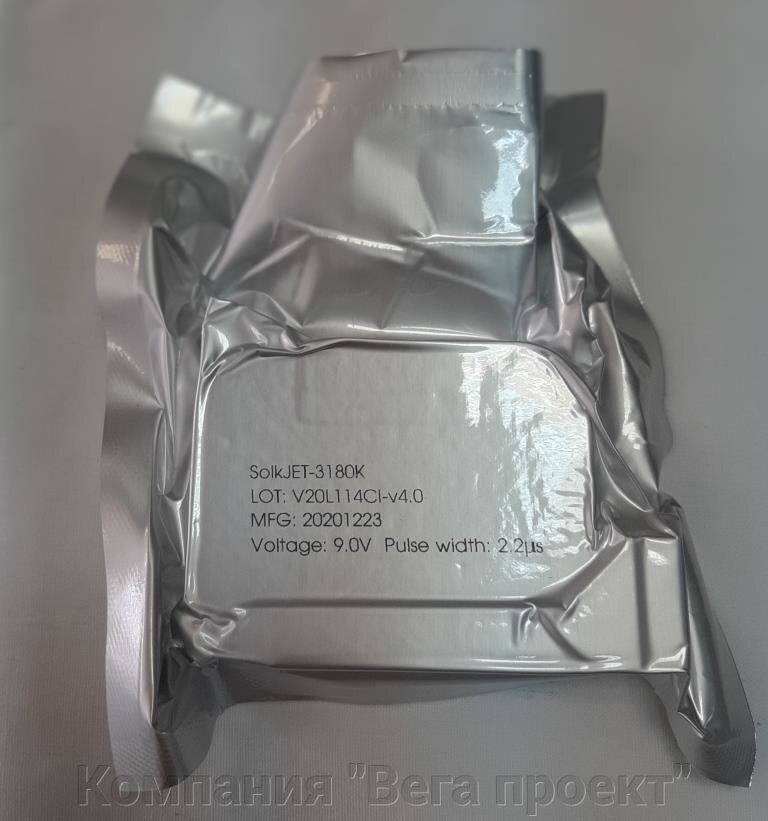 SolkJET-3180K
LOT: V20L114CI-v4.0
MFG: 20201223
Voltage: 9.0V Pulse width: 2.2µs
Компания "Вега проект"